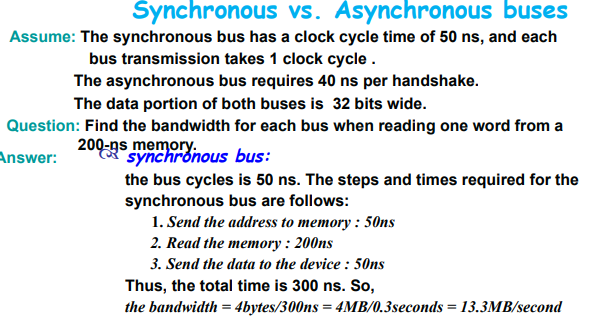 Synchronous vs. Asynchronous buses
Assume: The synchronous bus has a clock cycle time of 50 ns, and each
bus transmission takes 1 clock cycle .
The asynchronous bus requires 40 ns per handshake.
The data portion of both buses is 32 bits wide.
Question: Find the bandwidth for each bus when reading one word from a
200-ns memory.
Answer: synchronous bus:
the bus cycles is 50 ns. The steps and times required for the
synchronous bus are follows:
1. Send the address to memory : 50ns
2. Read the memory : 200ns
3. Send the data to the device : 50ns
Thus, the total time is 300 ns. So,
the bandwidth = 4bytes/300ns = 4MB/0.3seconds = 13.3MB/second